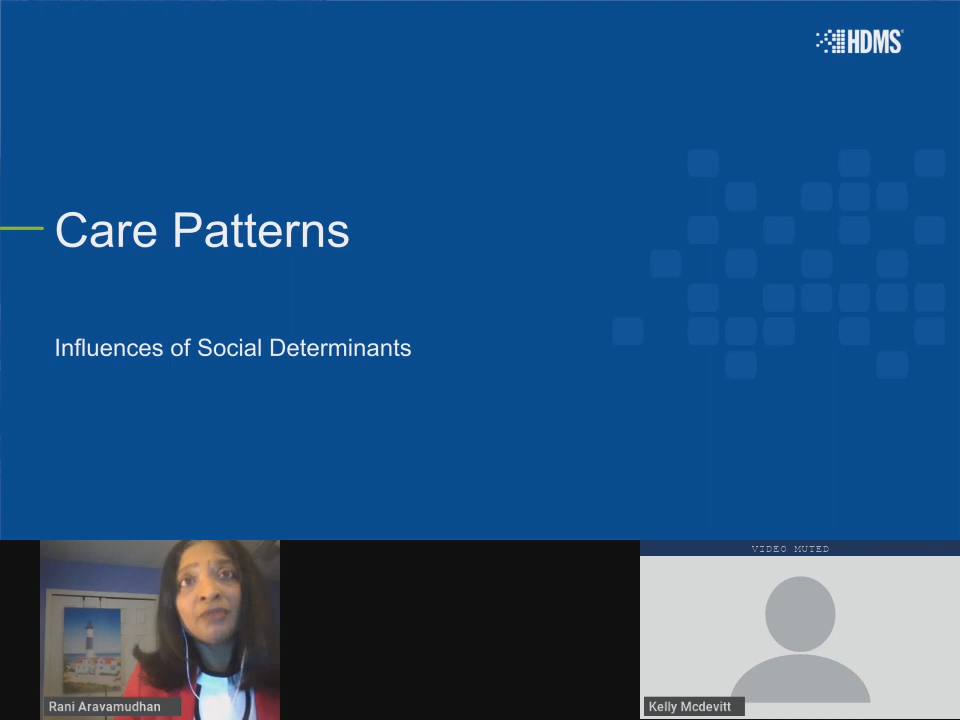 HDMS
Care Patterns
Influences of Social Determinants
VIDEO MUTED
Rani Aravamudhan
Kelly Mcdevitt